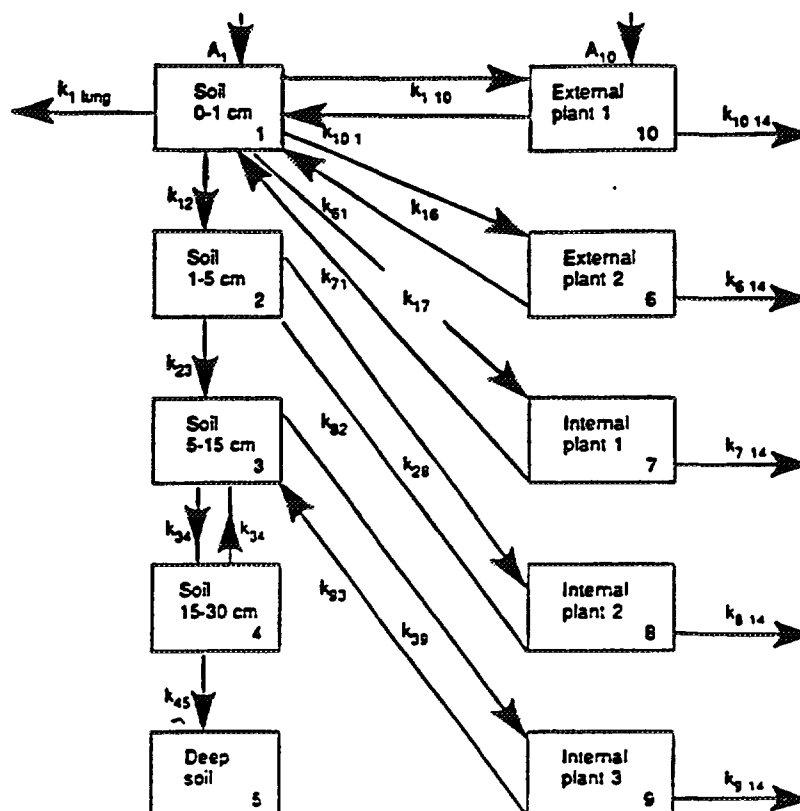 A1
A10
k1 lung
Soil
0-1 cm
1
k1 10
k10 1
External
plant 1
10
k10 14
k12
k61
k16
Soil
1-5 cm
2
k71
k17
External
plant 2
6
k6 14
k23
Soil
5-15 cm
3
k82
k28
Internal
plant 1
7
k7 14
k34
k34
Soil
15-30 cm
4
k93
k39
Internal
plant 2
8
k8 14
k45
Deep
soil
5
Internal
plant 3
9
k9 14